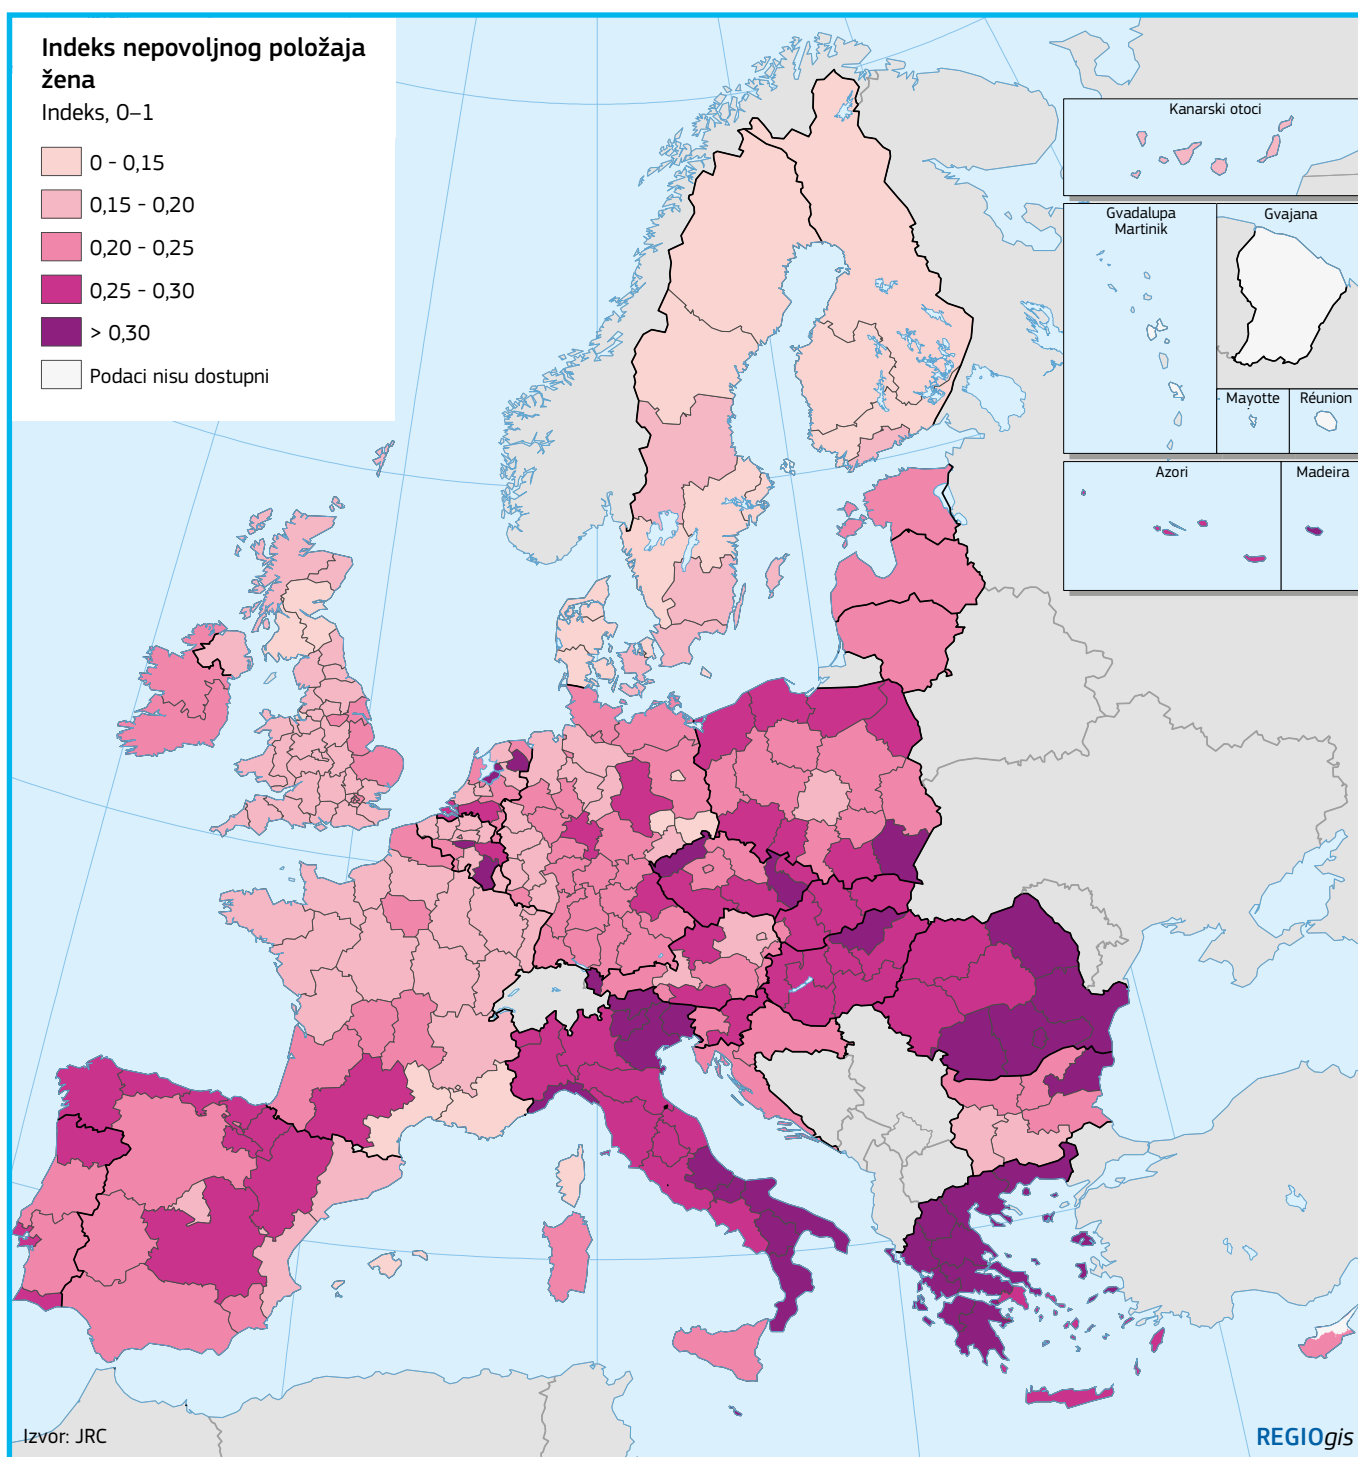 Indeks nepovoljnog položaja
žena
Indeks, 0–1
0 - 0,15
0,15 - 0,20
0,20 - 0,25
0,25 - 0,30
> 0,30
Podaci nisu dostupni
Kanarski otoci
Gvadalupa
Martinik
Gvajana
Mayotte
Réunion
Azori
Madeira
Izvor: JRC
REGIOgis